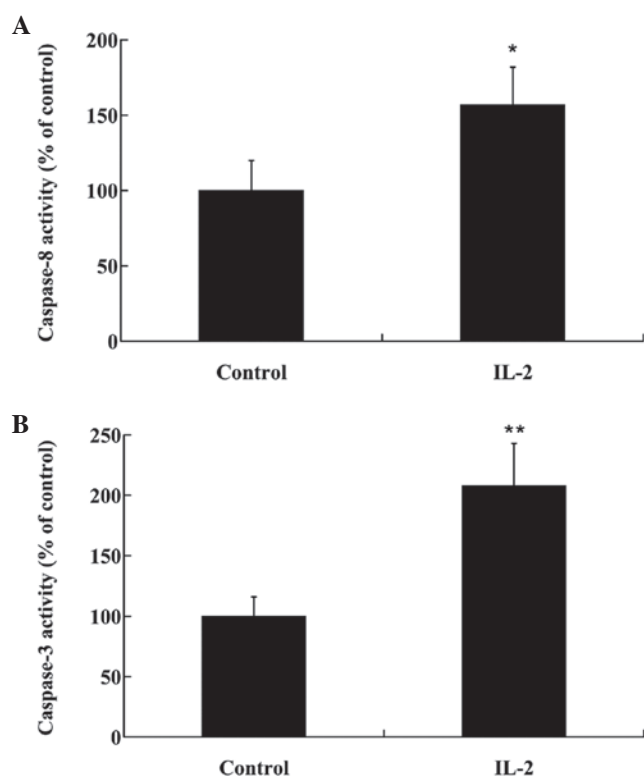 A
Caspase-8 activity (% of control)
200
150
100
50
0
*
Control
IL-2
B
Caspase-3 activity (% of control)
250
200
150
100
50
0
**
Control
IL-2